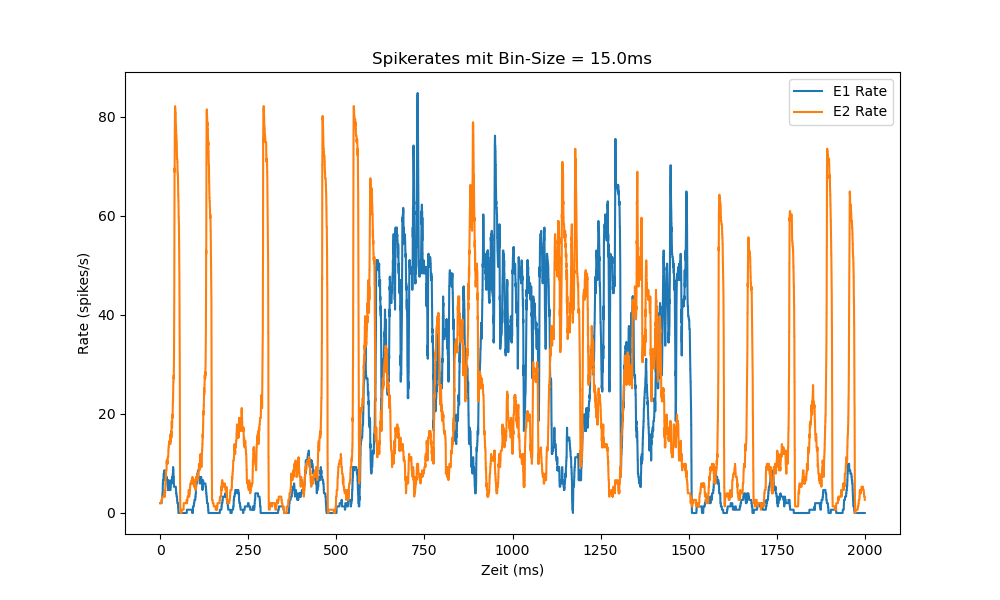 Spikerates mit Bin-Size = 15.0ms
E1 Rate
E2 Rate
Rate (spikes/s)
80
60
40
20
0
0 250 500 750 1000 1250 1500 1750 2000
Zeit (ms)